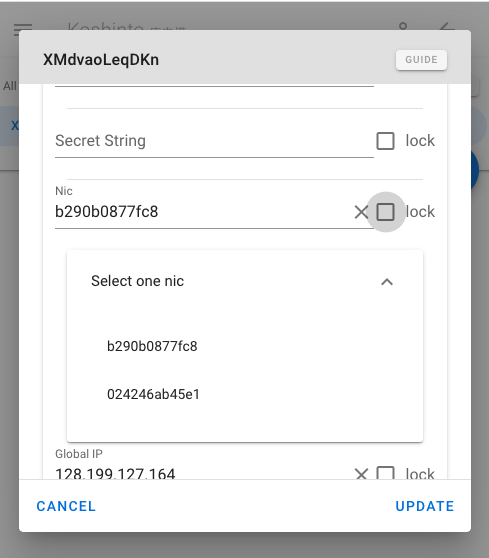 Koshinto
All
X
XMdvaoLeqDKn
GUIDE
Secret String
lock
Nic
b290b0877fc8
lock
Select one nic
b290b0877fc8
024246ab45e1
Global IP
128.199.127.164
lock
CANCEL
UPDATE